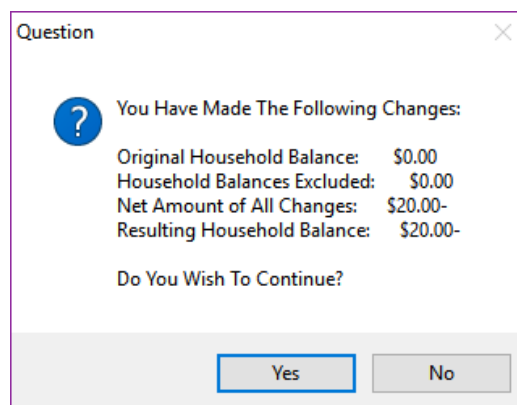 Question
You Have Made The Following Changes:
Original Household Balance: $0.00
Household Balances Excluded: $0.00
Net Amount of All Changes: $20.00-
Resulting Household Balance: $20.00-
Do You Wish To Continue?
Yes No